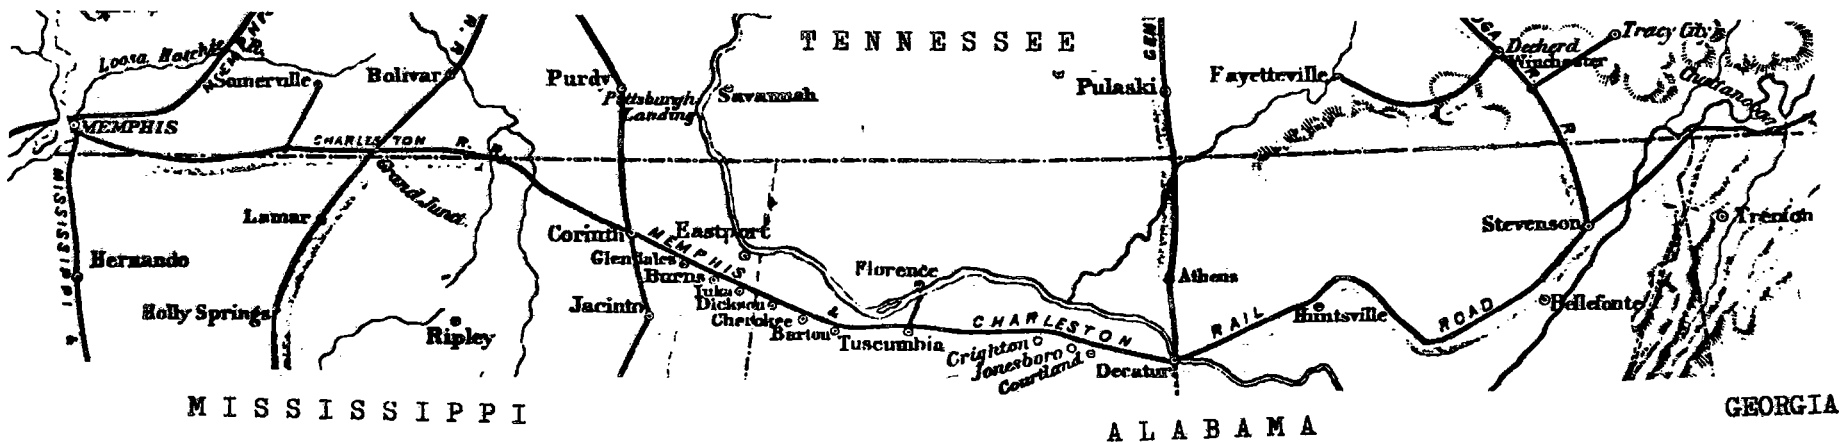 TENNESSEE
Loosa Hatchie R.
Somerville
Bolivar
R. R.
Purdy
Pittsburgh
Landing
Savannah
Pulaski
Fayetteville
Decherd
Winchester
Tracy City
Chattanooga
MEMPHIS
CHARLESTON R. R.
Grand Junct
MISSISSIPPI &
Lamar
Hernando
Holly Springs
Ripley
Corinth
Eastport
MEMPHIS & CHARLESTON RAIL ROAD
Glendales
Burns
Iuka
Dickson
Cherokee
Barton
Jacinto
Tuscumbia
Florence
Crighton
Jonesboro
Courtland
Decatur
Athens
Huntsville
Stevenson
Bellefonte
Trenton
MISSISSIPPI
ALABAMA
GEORGIA